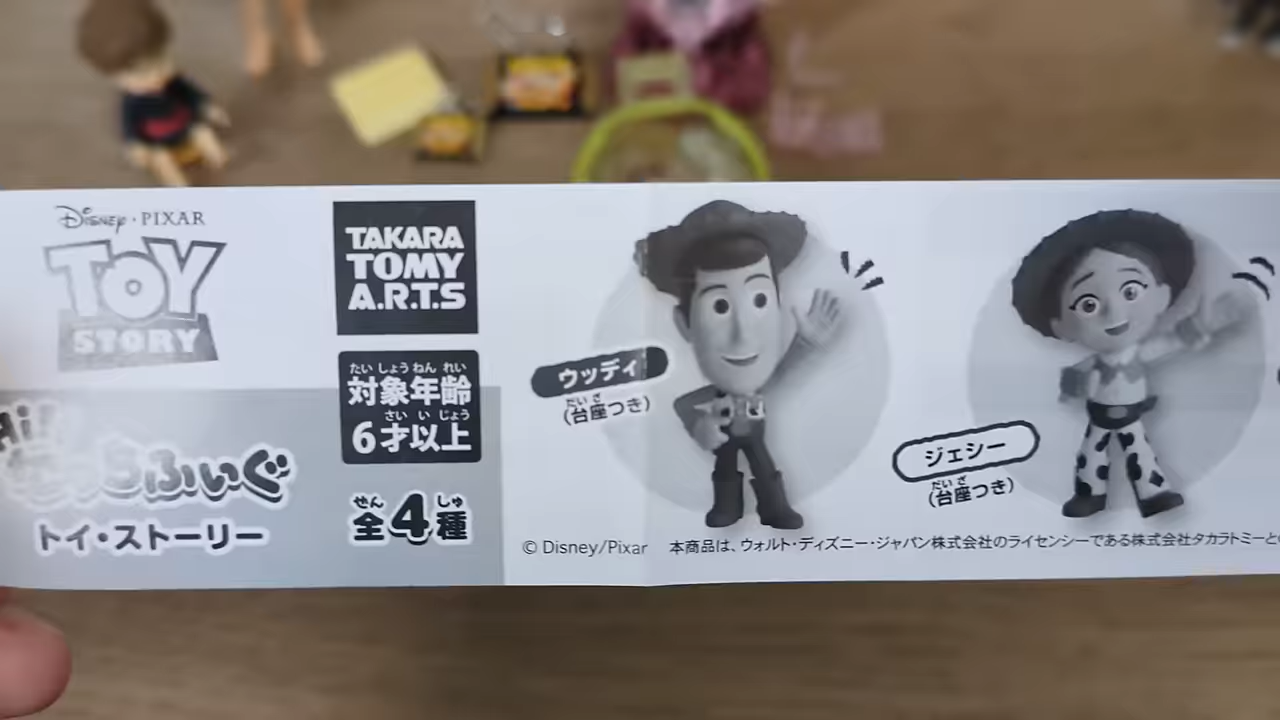 Disney・PIXAR
TOY
STORY
トイ・ストーリー
TAKARA
TOMY
A.R.T.S
たいしょうねんれい
対象年齢
さいいじょう
6才以上
ぜんしゅ
全4種
ウッディ
だいざ
(台座つき)
ジェシー
だいざ
(台座つき)
© Disney/Pixar 本商品は、ウォルト・ディズニー・ジャパン株式会社のライセンシーである株式会社タカラトミーと